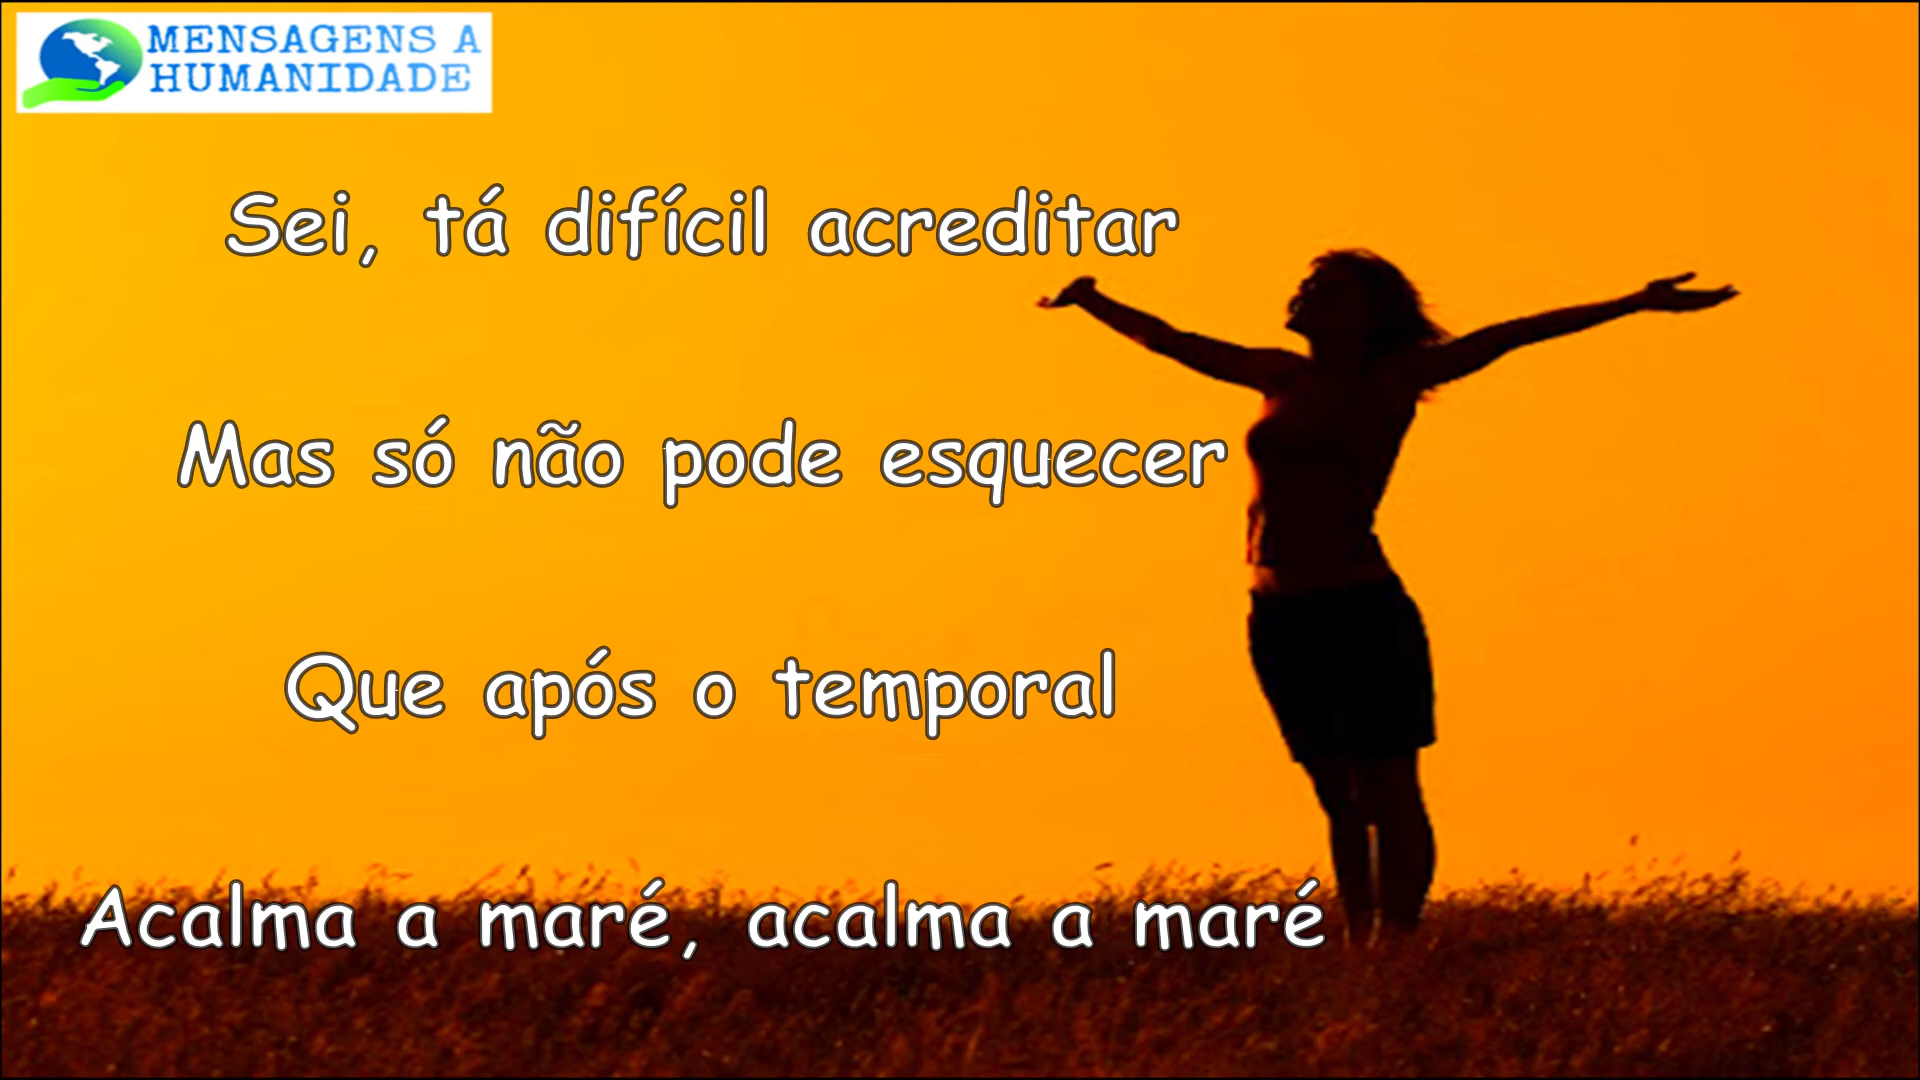 MENSAGENS A
HUMANIDADE
Sei, tá difícil acreditar
Mas só não pode esquecer
Que após o temporal
Acalma a maré, acalma a maré